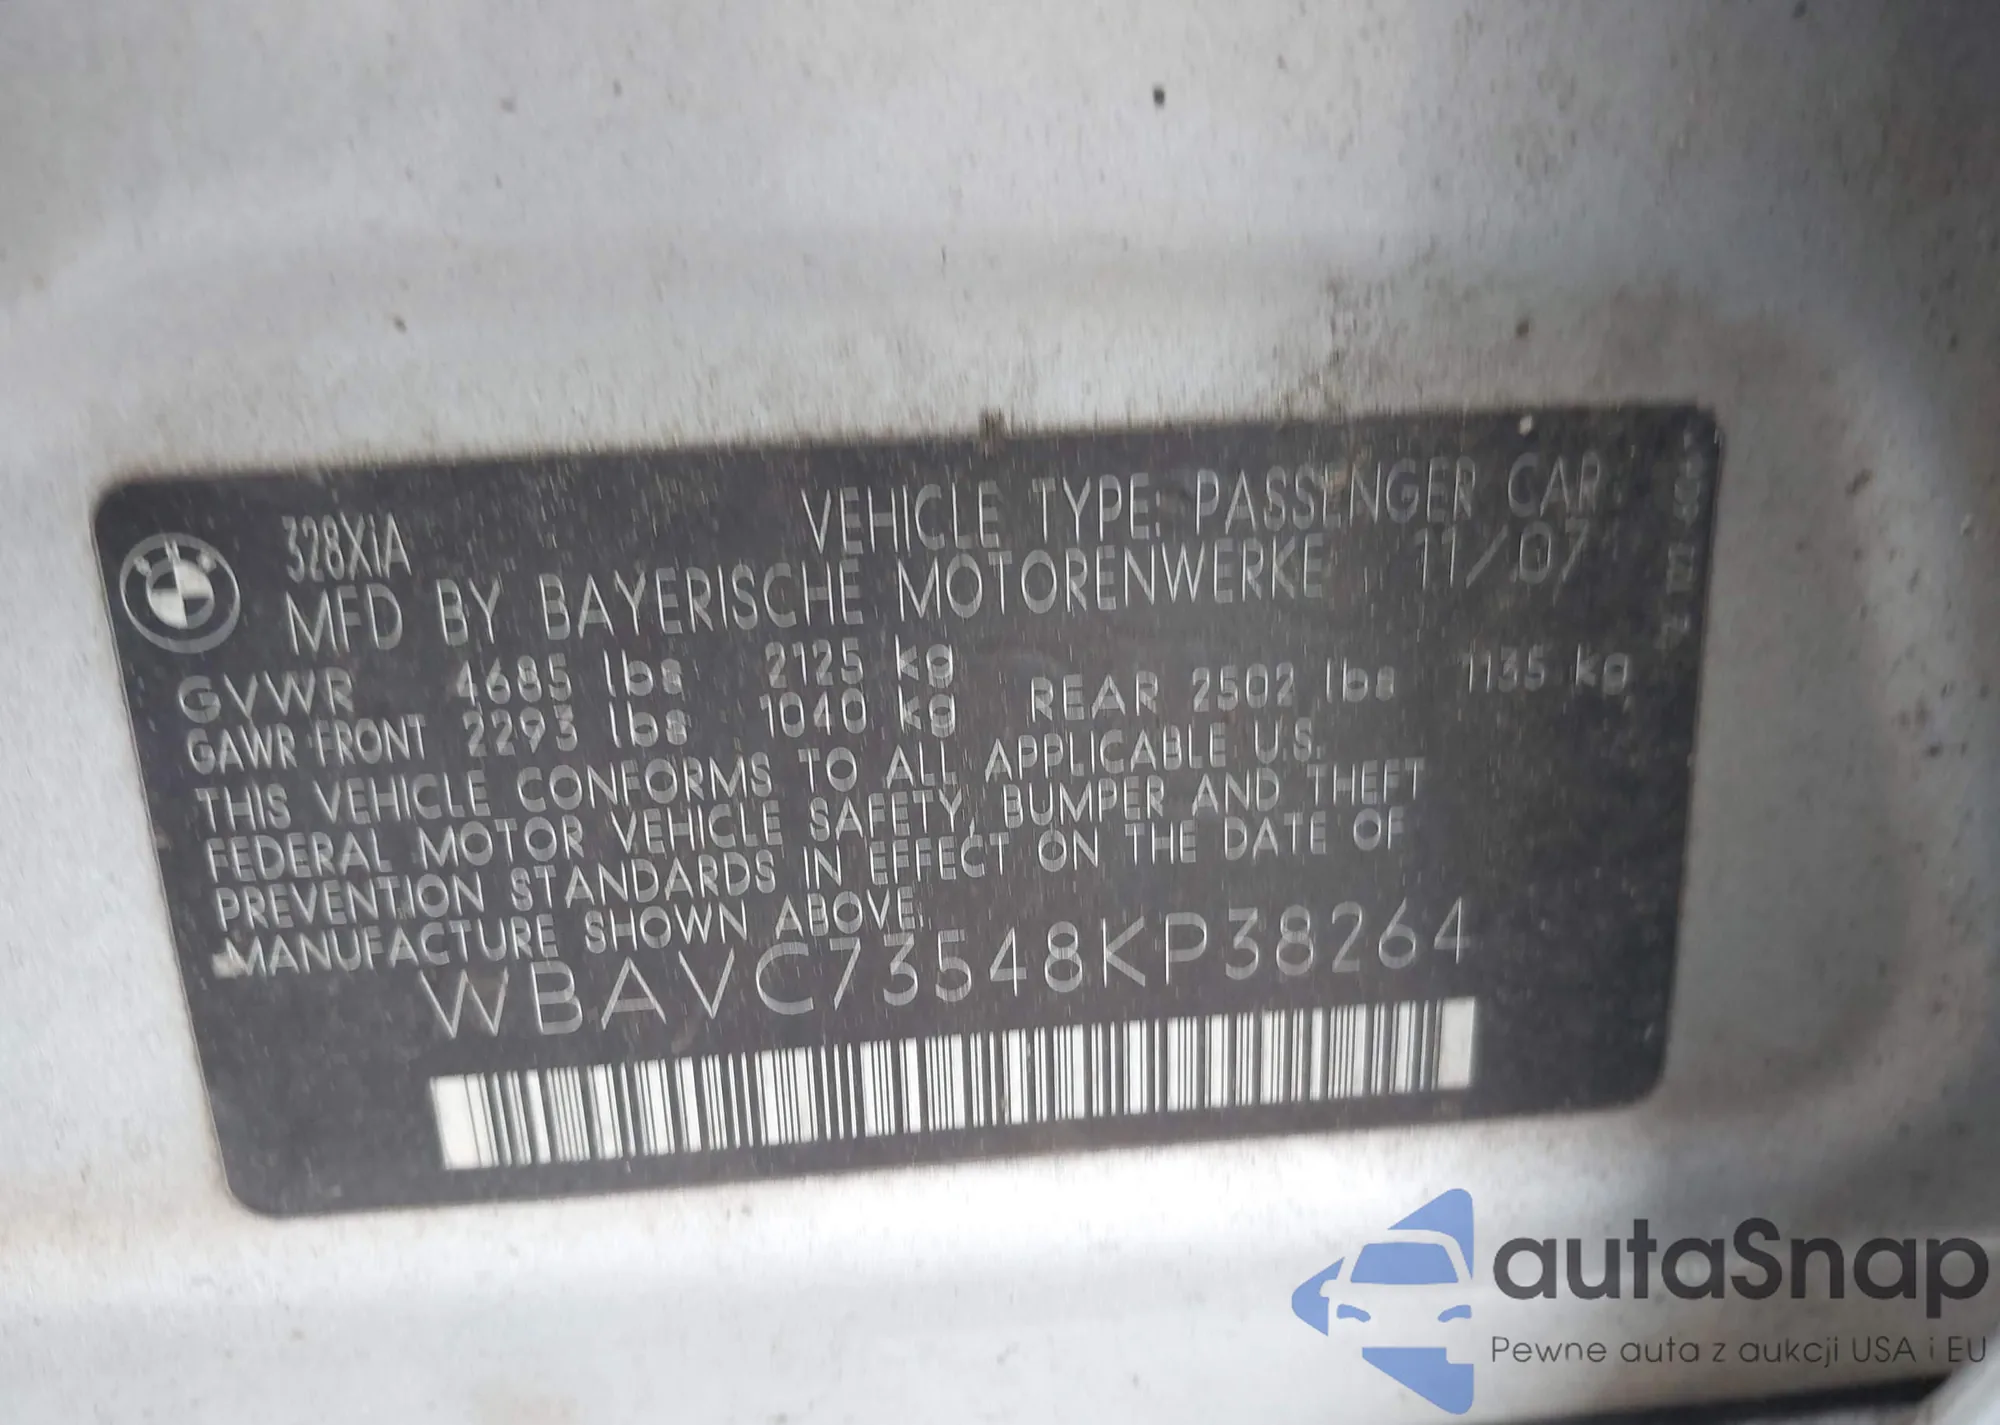 328XiA
VEHICLE TYPE: PASSENGER CAR
MFD BY BAYERISCHE MOTORENWERKE 11/07
GVWR 4685 lbs 2125 kg
GAWR FRONT 2293 lbs 1040 kg REAR 2502 lbs 1135 kg
THIS VEHICLE CONFORMS TO ALL APPLICABLE U.S.
FEDERAL MOTOR VEHICLE SAFETY, BUMPER AND THEFT
PREVENTION STANDARDS IN EFFECT ON THE DATE OF
MANUFACTURE SHOWN ABOVE.
WBAVC73548KP38264
autaSnap
Pewne auta z aukcji USA i EU